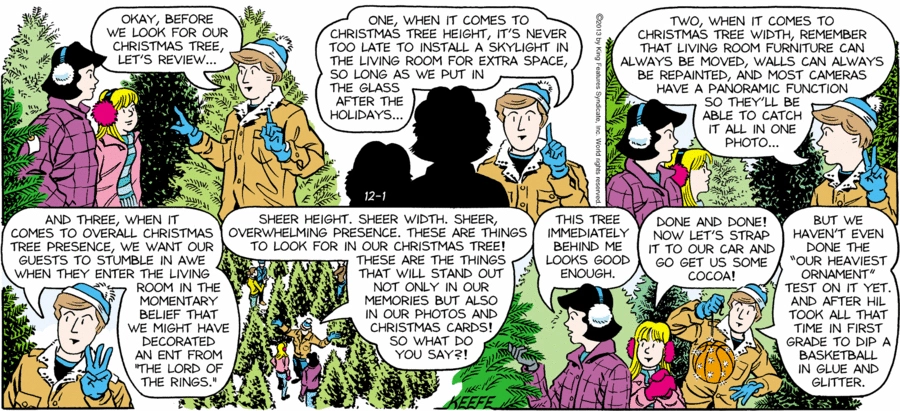 OKAY, BEFORE
WE LOOK FOR OUR
CHRISTMAS TREE,
LET'S REVIEW...
ONE, WHEN IT COMES TO
CHRISTMAS TREE HEIGHT, IT'S NEVER
TOO LATE TO INSTALL A SKYLIGHT IN
THE LIVING ROOM FOR EXTRA SPACE,
SO LONG AS WE PUT IN
THE GLASS
AFTER THE
HOLIDAYS...
12-1
©2013 by King Features Syndicate, Inc. World rights reserved.
TWO, WHEN IT COMES TO
CHRISTMAS TREE WIDTH, REMEMBER
THAT LIVING ROOM FURNITURE CAN
ALWAYS BE MOVED, WALLS CAN ALWAYS
BE REPAINTED, AND MOST CAMERAS
HAVE A PANORAMIC FUNCTION
SO THEY'LL BE
ABLE TO CATCH
IT ALL IN ONE
PHOTO...
AND THREE, WHEN IT
COMES TO OVERALL CHRISTMAS
TREE PRESENCE, WE WANT OUR
GUESTS TO STUMBLE IN AWE
WHEN THEY ENTER THE LIVING
ROOM IN THE
MOMENTARY
BELIEF THAT
WE MIGHT HAVE
DECORATED
AN ENT FROM
"THE LORD OF
THE RINGS."
SHEER HEIGHT. SHEER WIDTH. SHEER,
OVERWHELMING PRESENCE. THESE ARE THINGS
TO LOOK FOR IN OUR CHRISTMAS TREE!
THESE ARE THE THINGS
THAT WILL STAND OUT
NOT ONLY IN OUR
MEMORIES BUT ALSO
IN OUR PHOTOS AND
CHRISTMAS CARDS!
SO WHAT DO
YOU SAY?!
KEEFE
THIS TREE
IMMEDIATELY
BEHIND ME
LOOKS GOOD
ENOUGH.
DONE AND DONE!
NOW LET'S STRAP
IT TO OUR CAR AND
GO GET US SOME
COCOA!
BUT WE
HAVEN'T EVEN
DONE THE
"OUR HEAVIEST
ORNAMENT"
TEST ON IT YET.
AND AFTER HIL
TOOK ALL THAT
TIME IN FIRST
GRADE TO DIP A
BASKETBALL
IN GLUE AND
GLITTER.